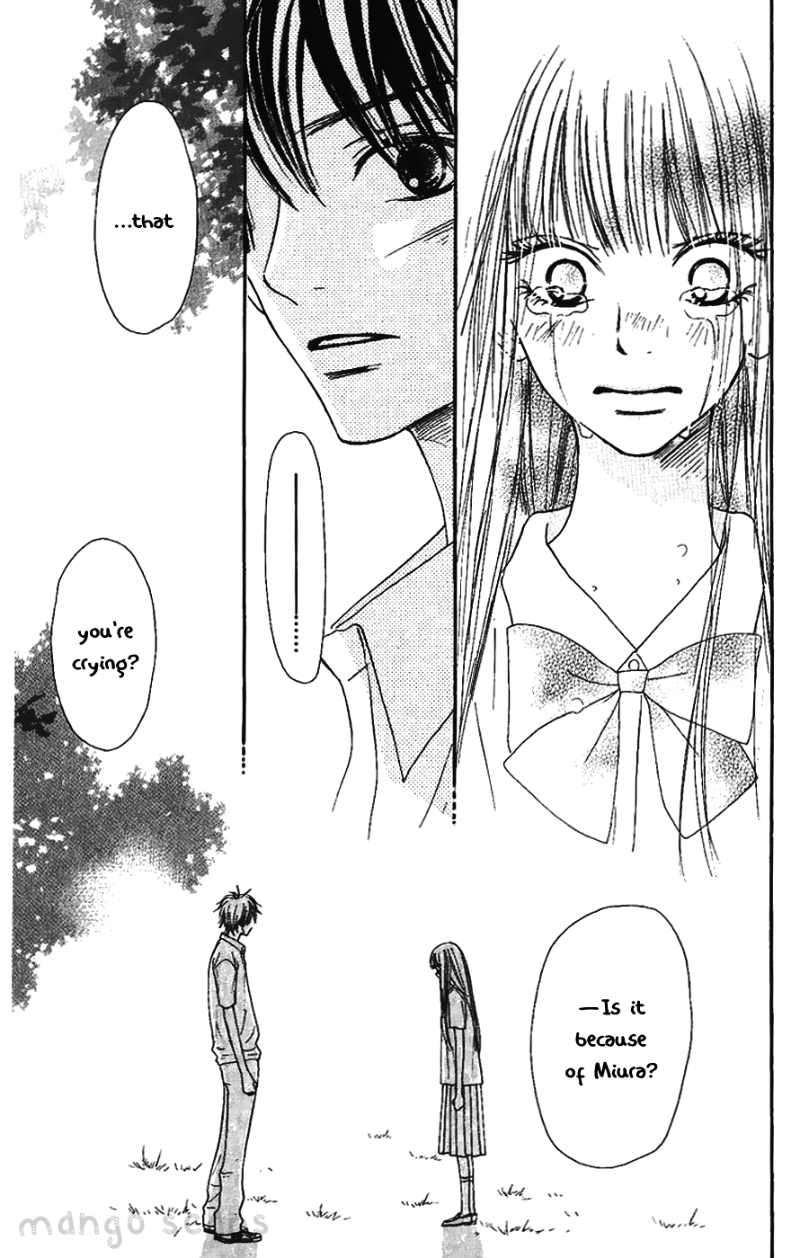 —Is it
because
of Miura?
...that
you're
crying?
mango scans